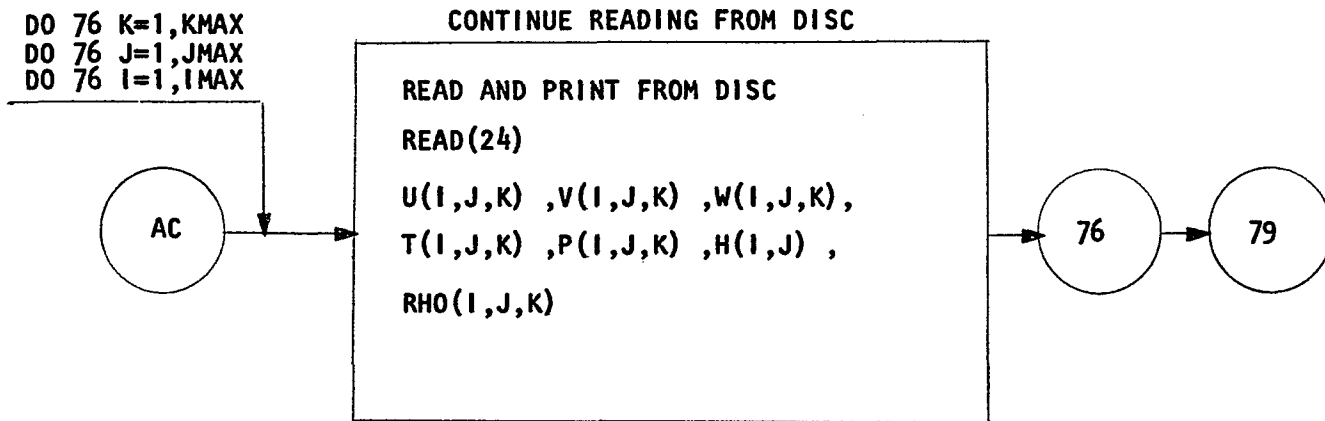 DO 76 K=1,KMAX
DO 76 J=1,JMAX
DO 76 I=1,IMAX
CONTINUE READING FROM DISC
READ AND PRINT FROM DISC
READ(24)
U(I,J,K) ,V(I,J,K) ,W(I,J,K),
T(I,J,K) ,P(I,J,K) ,H(I,J) ,
RHO(I,J,K)
AC
76
79